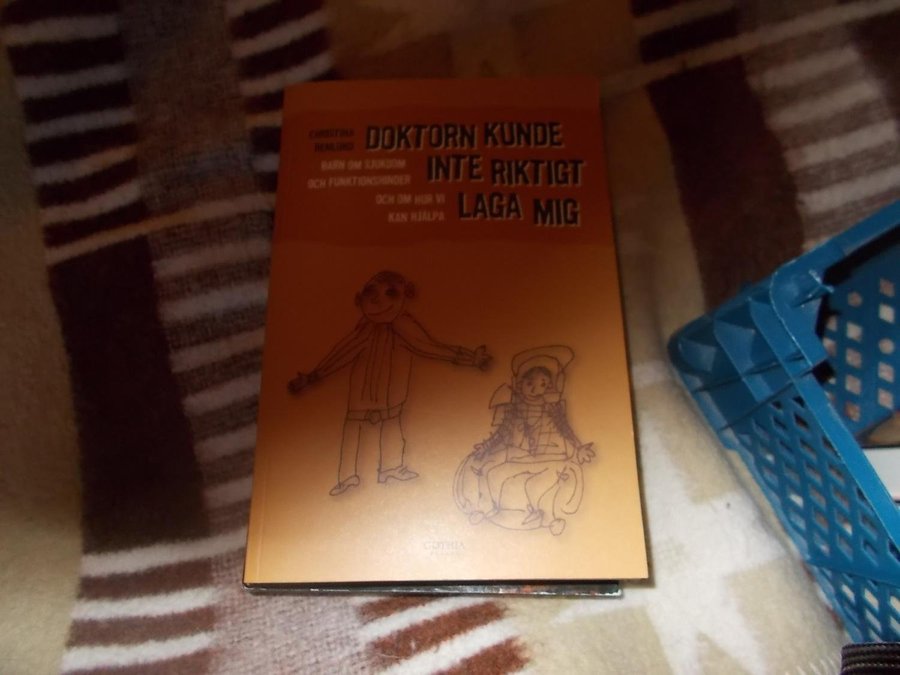 CHRISTINA
RENLUND
DOKTORN KUNDE
INTE RIKTIGT
LAGA MIG
BARN OM SJUKDOM
OCH FUNKTIONSHINDER
OCH OM HUR VI
KAN HJÄLPA
GOTHIA